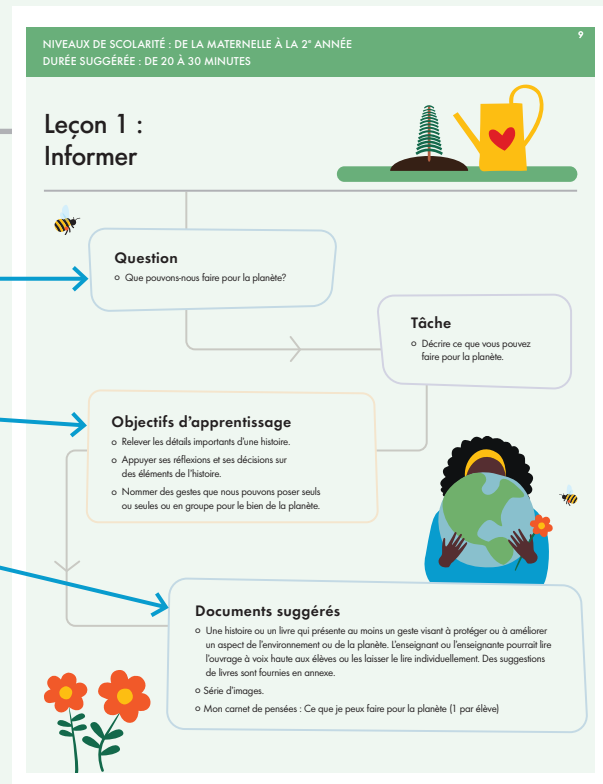 NIVEAUX DE SCOLARITÉ : DE LA MATERNELLE À LA 2e ANNÉE
9
DURÉE SUGGÉRÉE : DE 20 À 30 MINUTES
Leçon 1 :
Informer
Question
Que pouvons-nous faire pour la planète?
Tâche
Décrire ce que vous pouvez
faire pour la planète.
Objectifs d'apprentissage
Relever les détails importants d'une histoire.
Appuyer ses réflexions et ses décisions sur
des éléments de l'histoire.
Nommer des gestes que nous pouvons poser seuls
ou seules ou en groupe pour le bien de la planète.
Documents suggérés
Une histoire ou un livre qui présente au moins un geste visant à protéger ou à améliorer
un aspect de l'environnement ou de la planète. L'enseignant ou l'enseignante pourrait lire
l'ouvrage à voix haute aux élèves ou les laisser le lire individuellement. Des suggestions
de livres sont fournies en annexe.
Série d'images.
Mon carnet de pensées : Ce que je peux faire pour la planète (1 par élève)